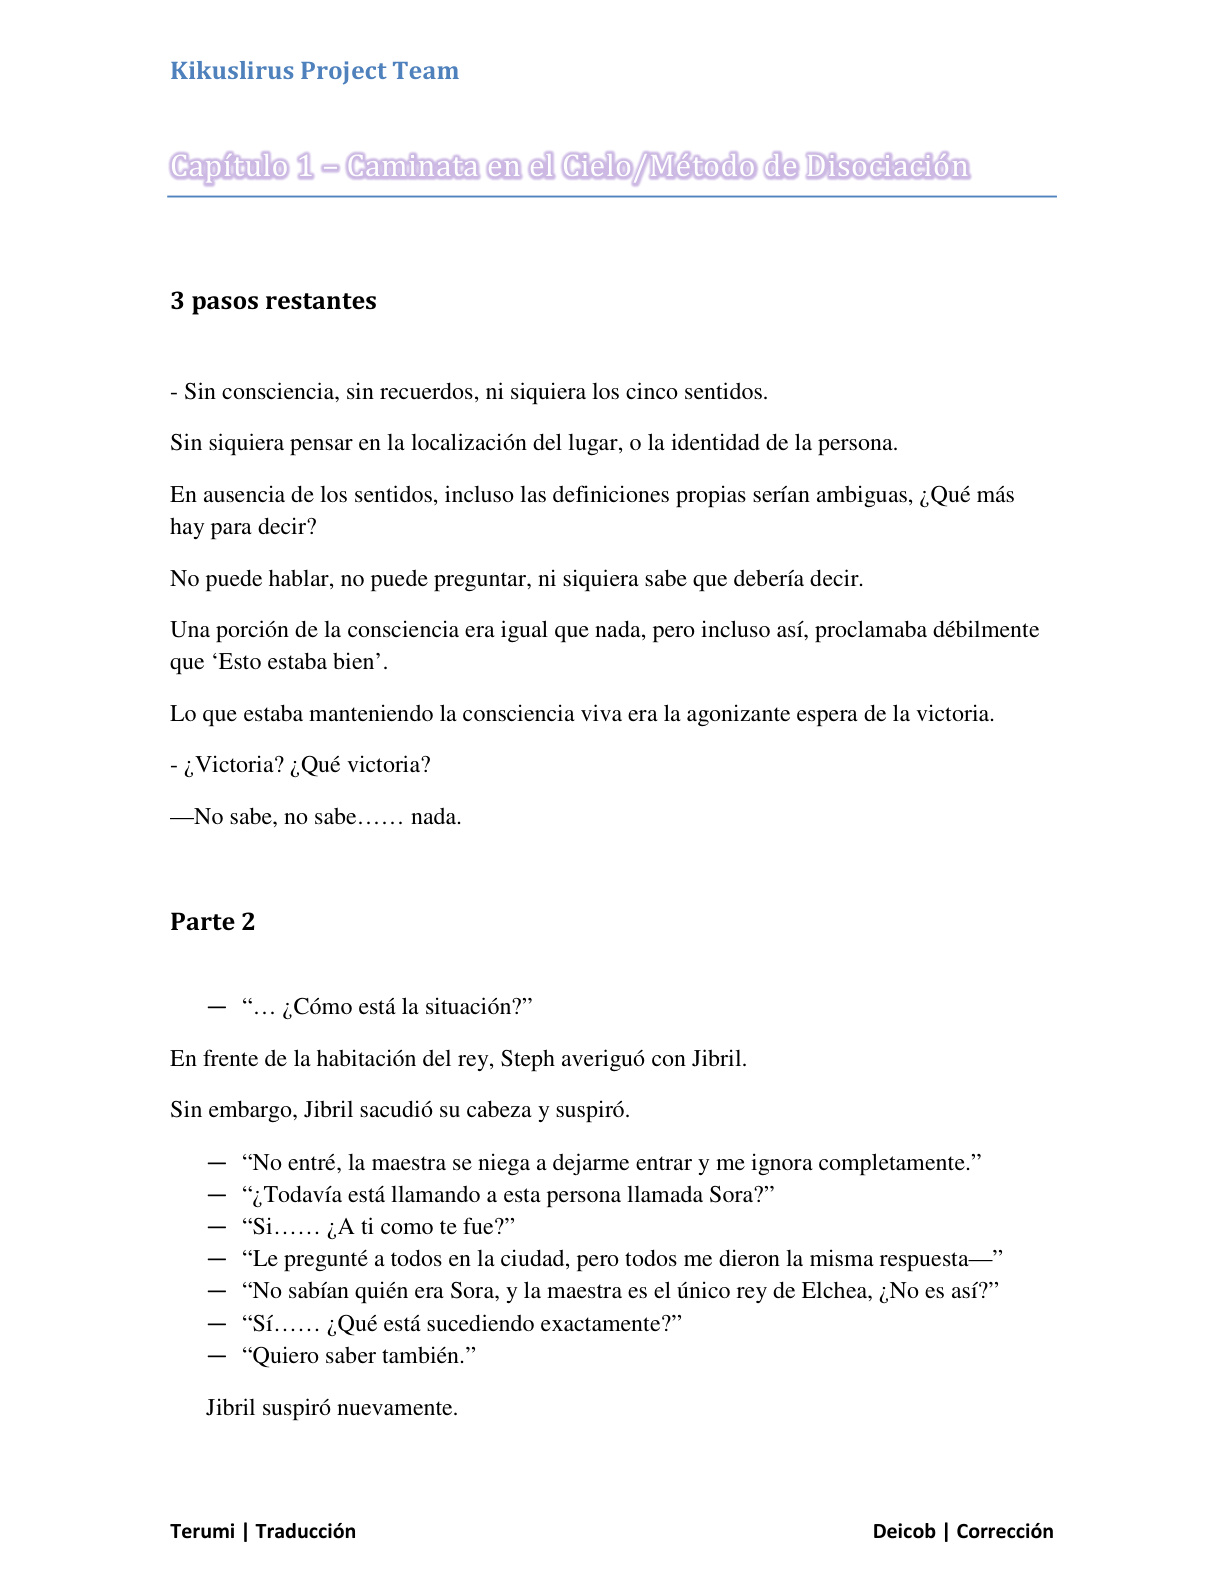 Kikuslirus Project Team
Capítulo 1 – Caminata en el Cielo/Método de Disociación
3 pasos restantes
- Sin consciencia, sin recuerdos, ni siquiera los cinco sentidos.
Sin siquiera pensar en la localización del lugar, o la identidad de la persona.
En ausencia de los sentidos, incluso las definiciones propias serían ambiguas, ¿Qué más
hay para decir?
No puede hablar, no puede preguntar, ni siquiera sabe que debería decir.
Una porción de la consciencia era igual que nada, pero incluso así, proclamaba débilmente
que ‘Esto estaba bien’.
Lo que estaba manteniendo la consciencia viva era la agonizante espera de la victoria.
- ¿Victoria? ¿Qué victoria?
—No sabe, no sabe…… nada.
Parte 2
— “… ¿Cómo está la situación?”
En frente de la habitación del rey, Steph averiguó con Jibril.
Sin embargo, Jibril sacudió su cabeza y suspiró.
— “No entré, la maestra se niega a dejarme entrar y me ignora completamente.”
— “¿Todavía está llamando a esta persona llamada Sora?”
— “Si…… ¿A ti como te fue?”
— “Le pregunté a todos en la ciudad, pero todos me dieron la misma respuesta—”
— “No sabían quién era Sora, y la maestra es el único rey de Elchea, ¿No es así?”
— “Sí…… ¿Qué está sucediendo exactamente?”
— “Quiero saber también.”
Jibril suspiró nuevamente.
Terumi | Traducción
Deicob | Corrección